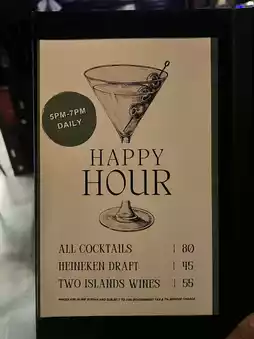 5PM-7PM
DAILY
HAPPY
HOUR
ALL COCKTAILS | 80
HEINEKEN DRAFT | 45
TWO ISLANDS WINES | 55